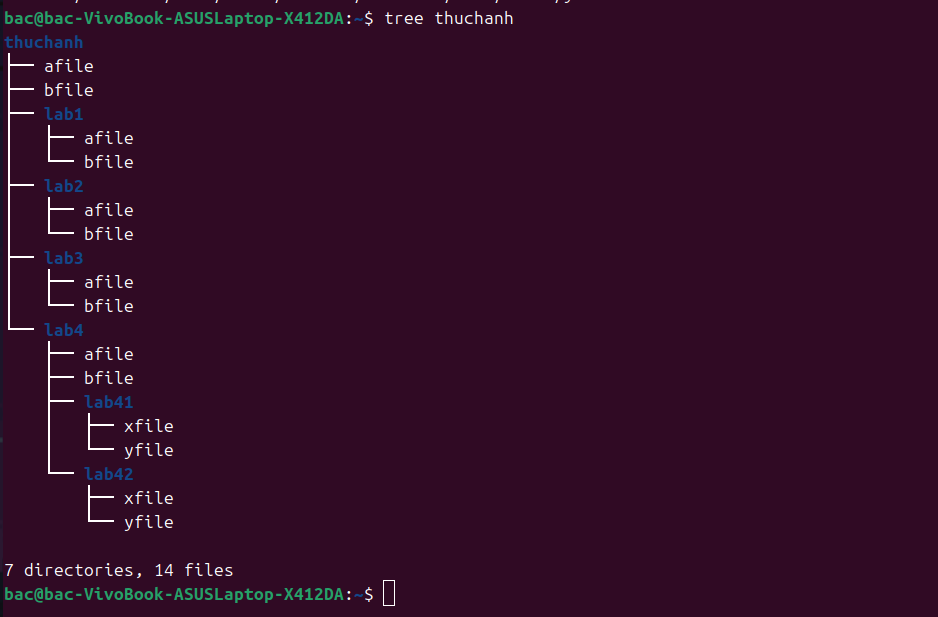 bac@bac-VivoBook-ASUSLaptop-X412DA:~$ tree thuchanh
thuchanh
├── afile
├── bfile
├── lab1
│   ├── afile
│   └── bfile
├── lab2
│   ├── afile
│   └── bfile
├── lab3
│   ├── afile
│   └── bfile
└── lab4
    ├── afile
    ├── bfile
    ├── lab41
    │   ├── xfile
    │   └── yfile
    └── lab42
        ├── xfile
        └── yfile
7 directories, 14 files
bac@bac-VivoBook-ASUSLaptop-X412DA:~$